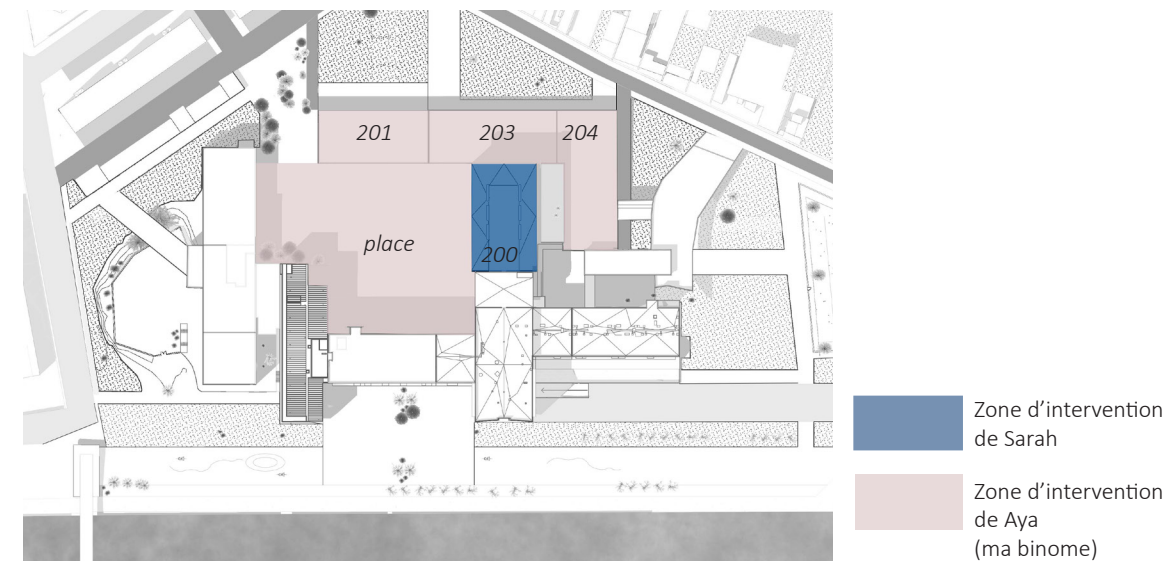 201
203
204
place
200
Zone d’intervention
de Sarah
Zone d’intervention
de Aya
(ma binome)